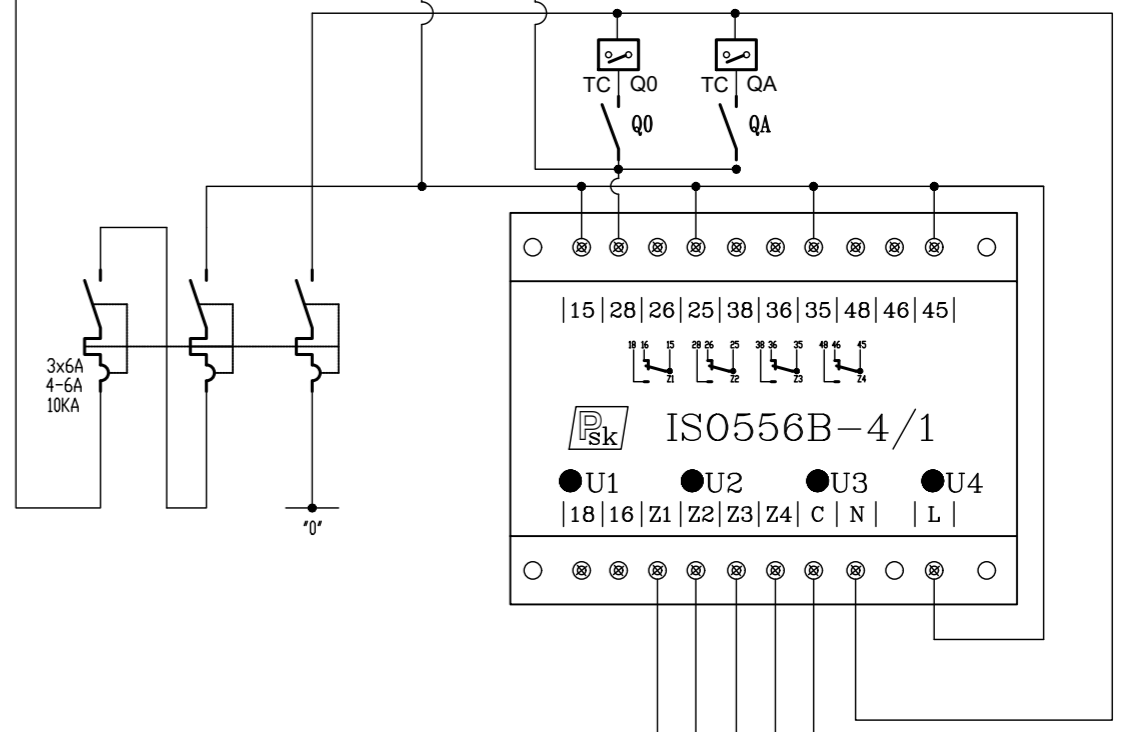 TC Q0 TC QA
Q0 QA
|15|28|26|25|38|36|35|48|46|45|
18 16 15 28 26 25 38 36 35 48 46 45
Z1 Z2 Z3 Z4
3x6A
4-6A
10KA
Psk ISO556B-4/1
U1 U2 U3 U4
|18|16|Z1|Z2|Z3|Z4| C | N | | L |
"0"